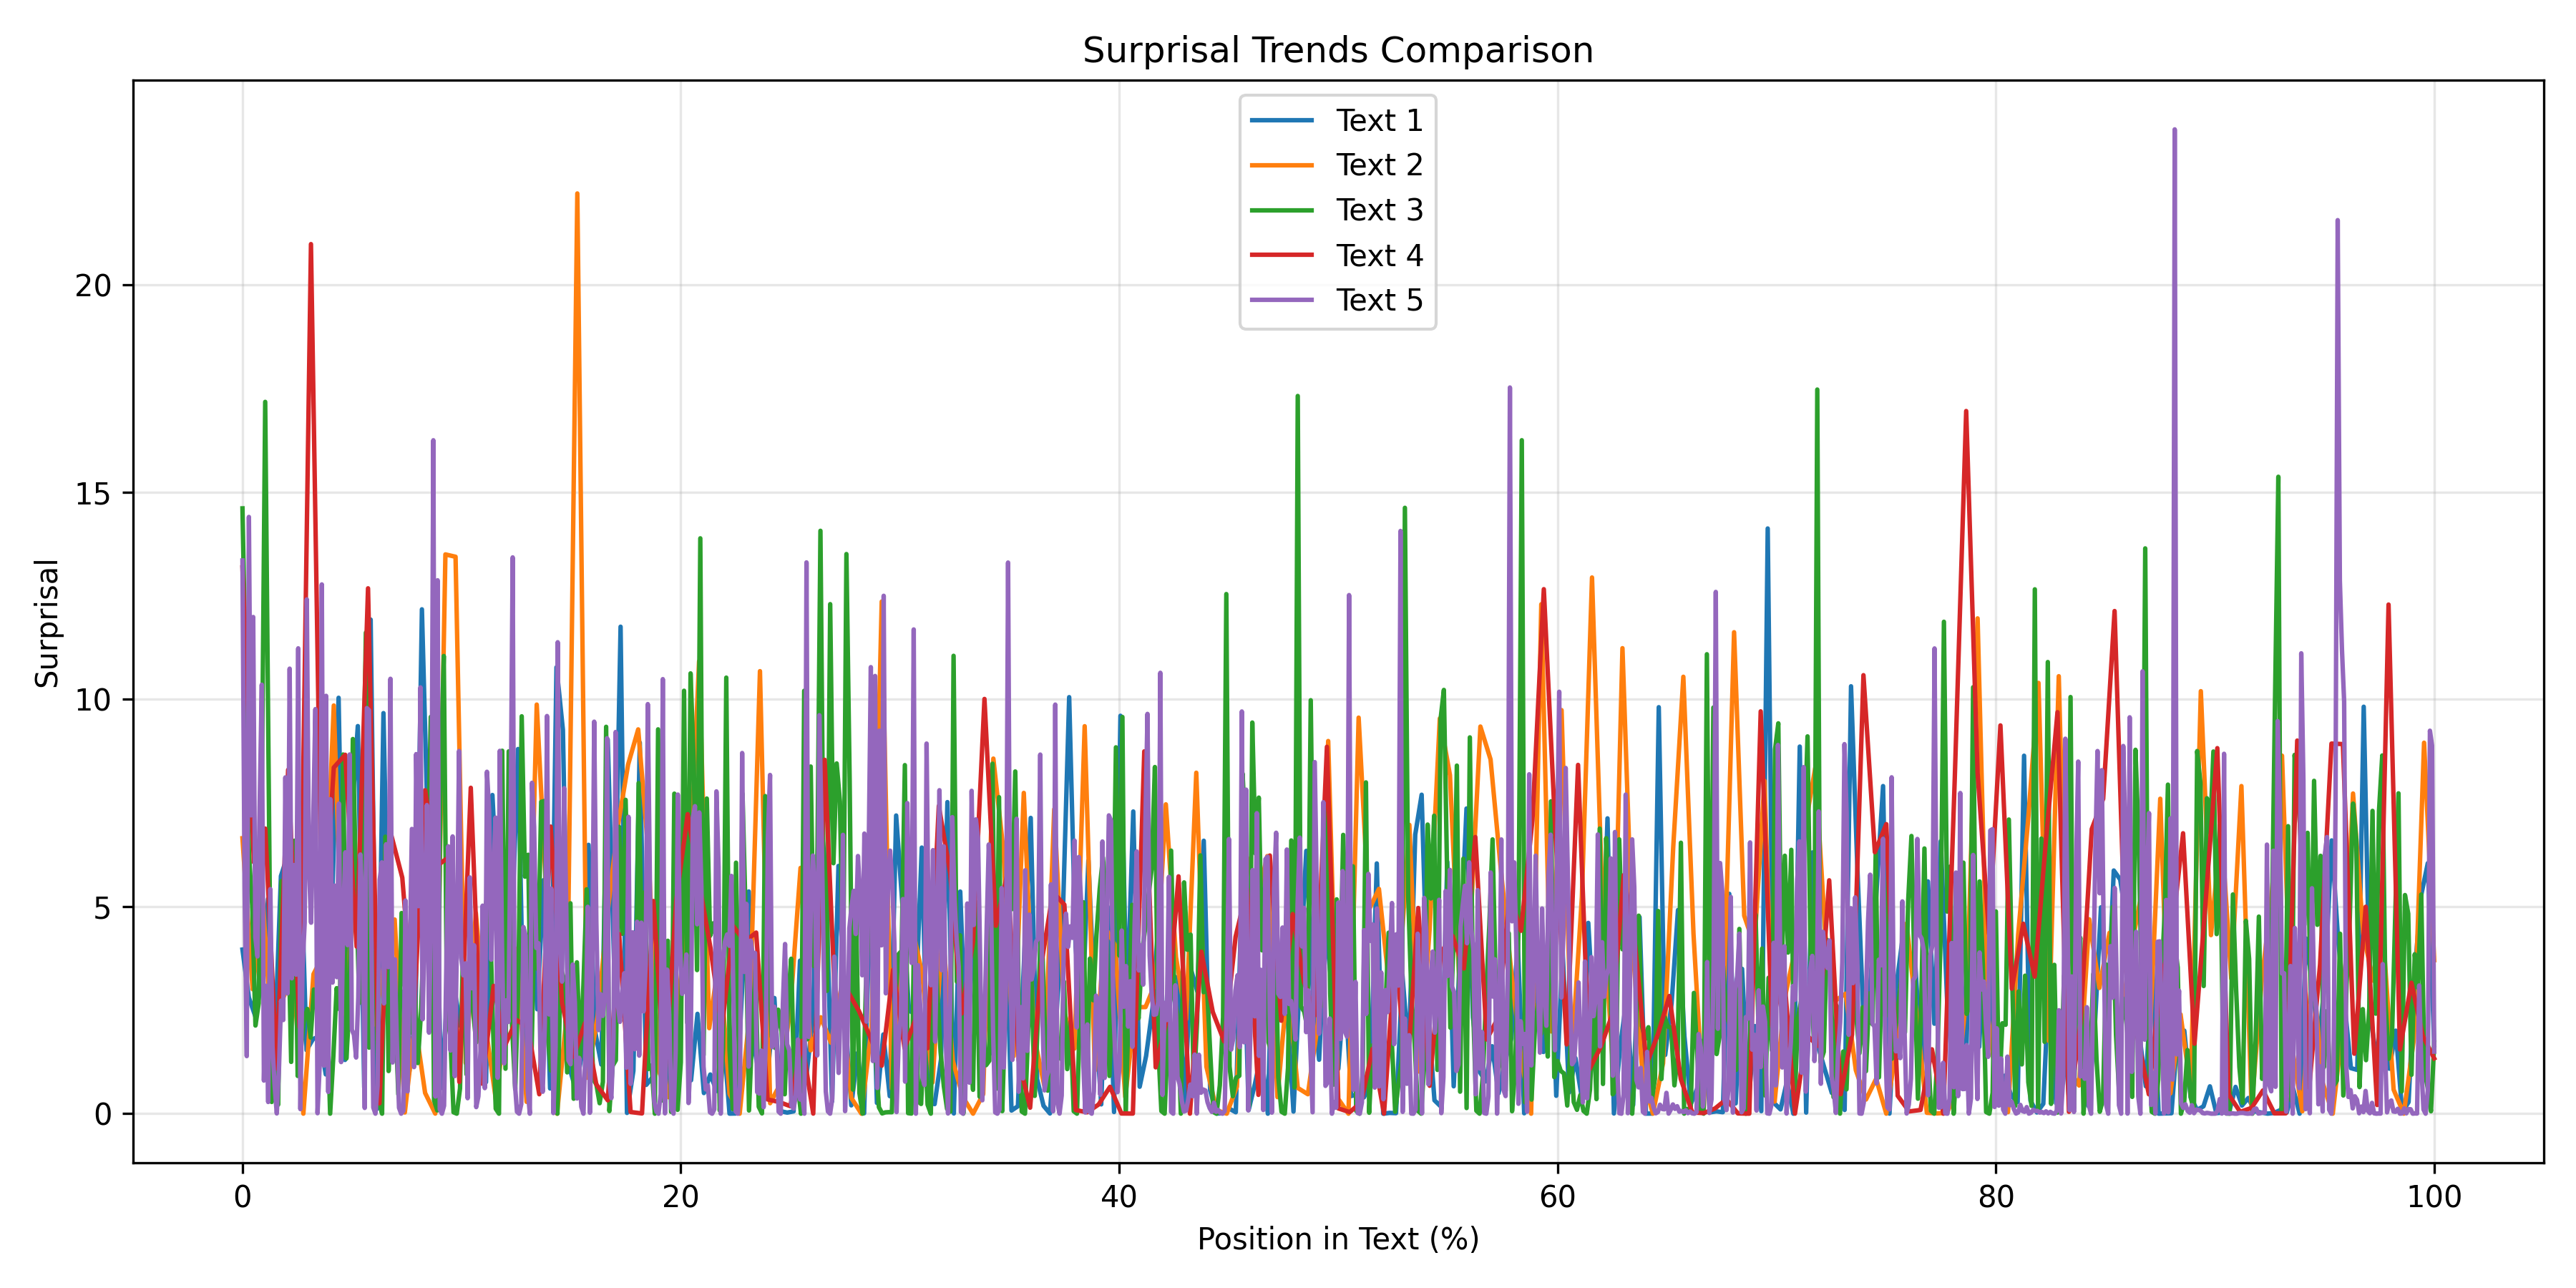 Surprisal Trends Comparison
Text 1
Text 2
Text 3
Text 4
Text 5
Surprisal
20
15
10
5
0
0 20 40 60 80 100
Position in Text (%)